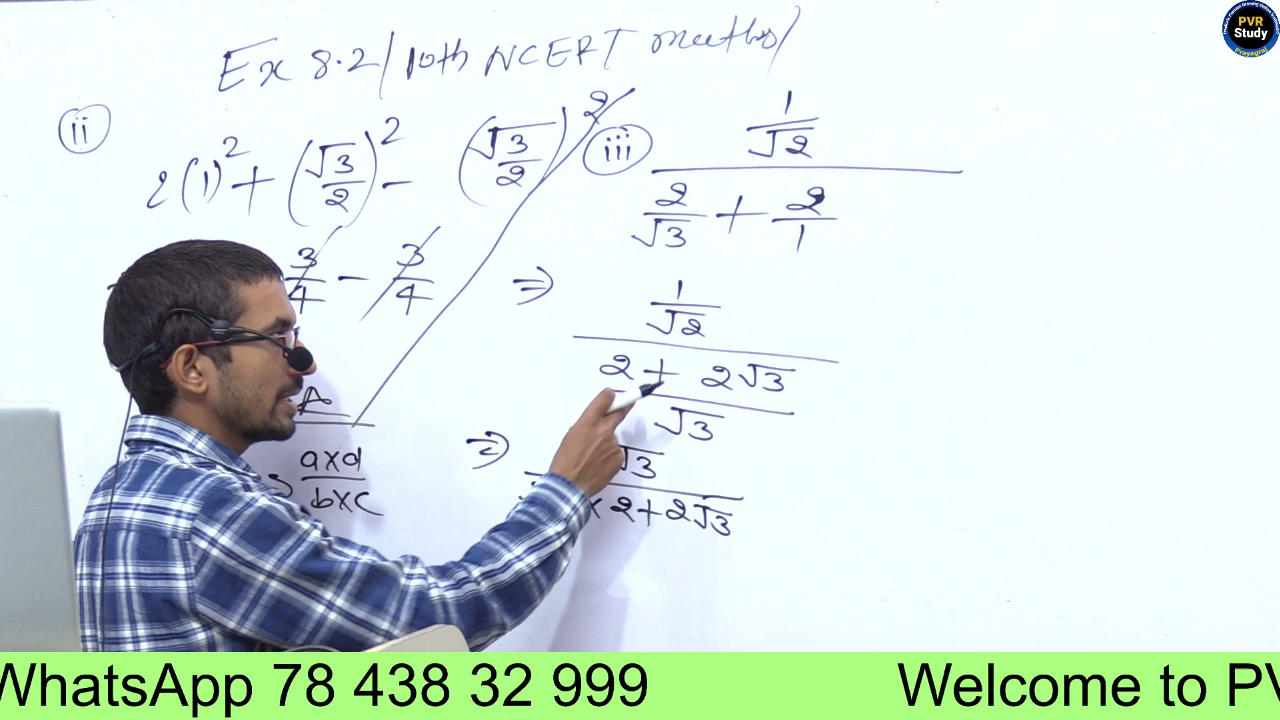 Ex 8.2/10th NCERT maths/
ii
2(1)² + (√3/2)² - (√3/2)²
3/4 - 3/4
a×d/b×c
iii
1/√2
2/√3 + 2/1
⇒
1/√2
2 + 2√3
√3
⇒
√3
×2+2√3
PVR
Study
Prayagraj
WhatsApp 78 438 32 999
Welcome to PV